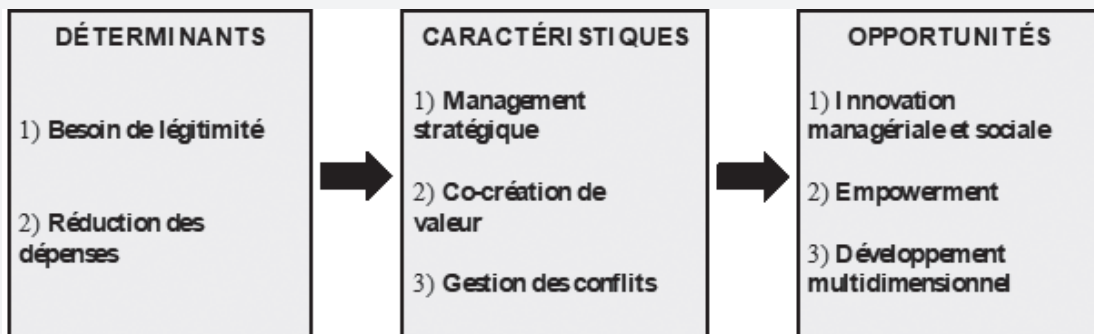 DÉTERMINANTS
1) Besoin de légitimité
2) Réduction des
dépenses
CARACTÉRISTIQUES
1) Management
stratégique
2) Co-création de
valeur
3) Gestion des conflits
OPPORTUNITÉS
1) Innovation
managériale et sociale
2) Empowerment
3) Développement
multidimensionnel